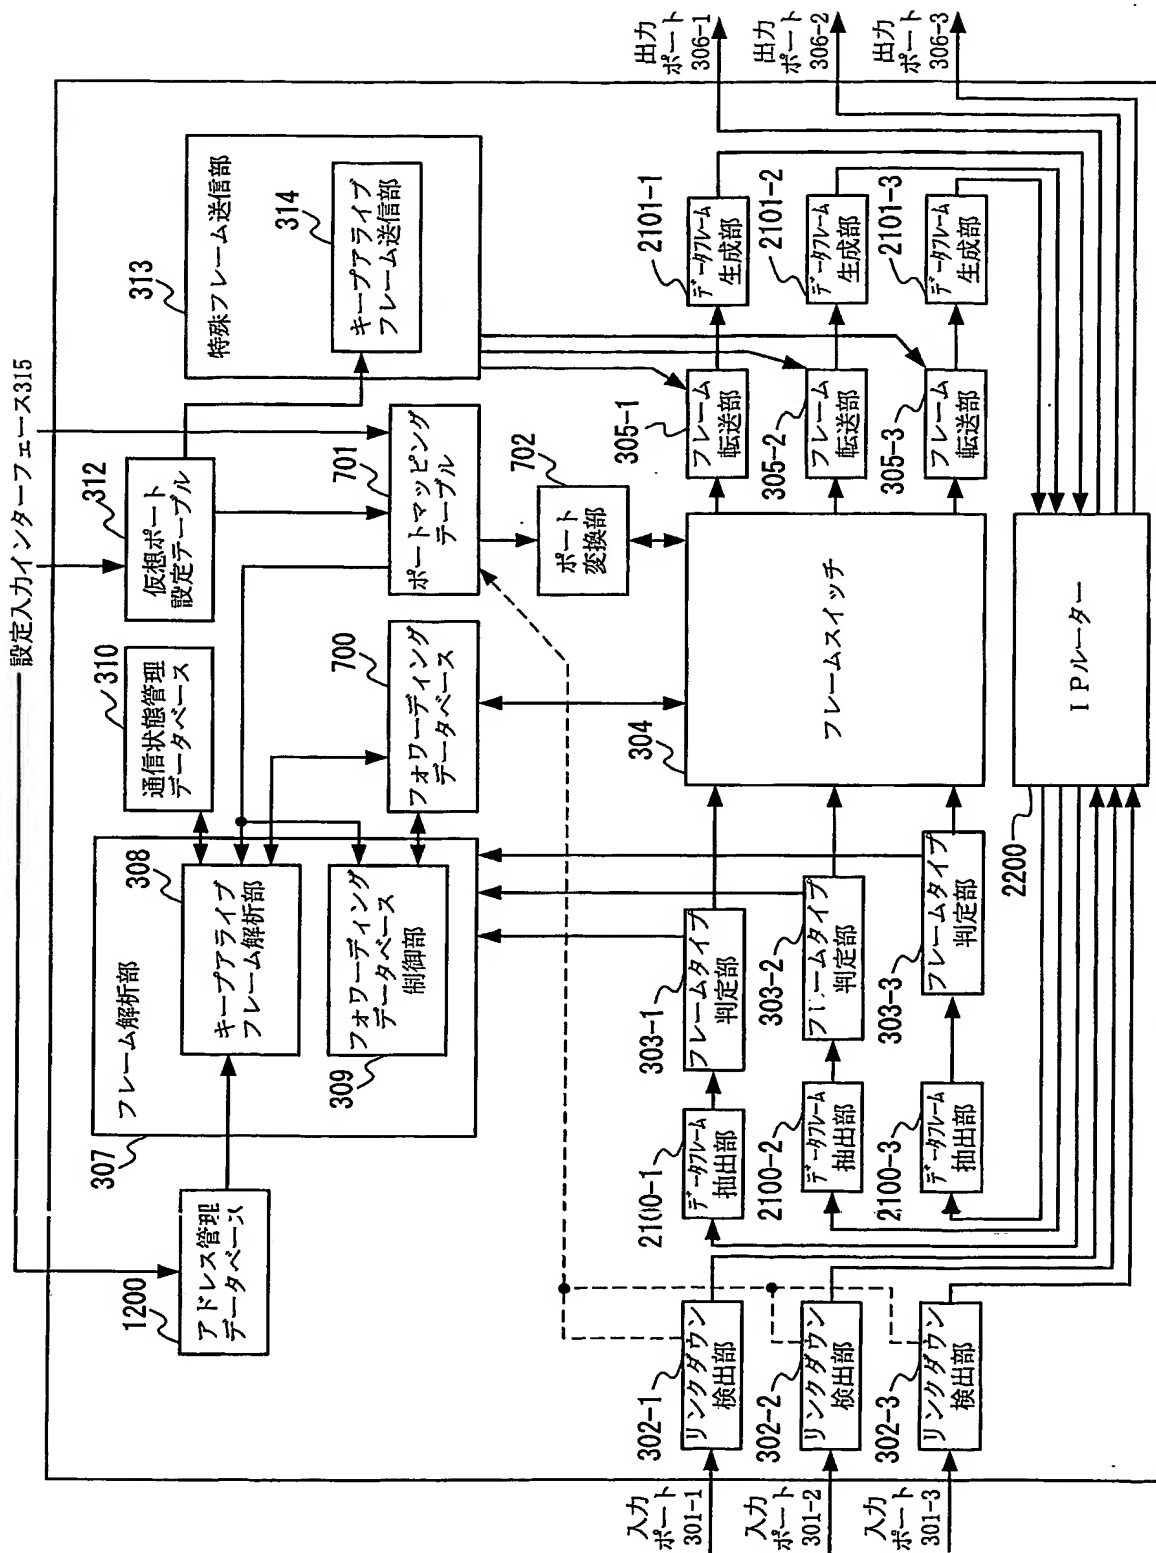 設定入力インターフェース315
1200
アドレス管理
データベース
307
フレーム解析部
308
キープアライブ
フレーム解析部
309
フォワーディング
データベース
制御部
310
通信状態管理
データベース
312
仮想ポート
設定テーブル
313
特殊フレーム送信部
314
キープアライブ
フレーム送信部
700
フォワーディング
データベース
701
ポートマッピング
テーブル
702
ポート
変換部
入力
ポート
301-1
302-1
リンクダウン
検出部
2100-1
データフレーム
抽出部
303-1
フレームタイプ
判定部
304
フレームスイッチ
305-1
フレーム
転送部
2101-1
データフレーム
生成部
出力
ポート
306-1
入力
ポート
301-2
302-2
リンクダウン
検出部
2100-2
データフレーム
抽出部
303-2
フレームタイプ
判定部
305-2
フレーム
転送部
2101-2
データフレーム
生成部
出力
ポート
306-2
入力
ポート
301-3
302-3
リンクダウン
検出部
2100-3
データフレーム
抽出部
303-3
フレームタイプ
判定部
305-3
フレーム
転送部
2101-3
データフレーム
生成部
出力
ポート
306-3
2200
IPルーター